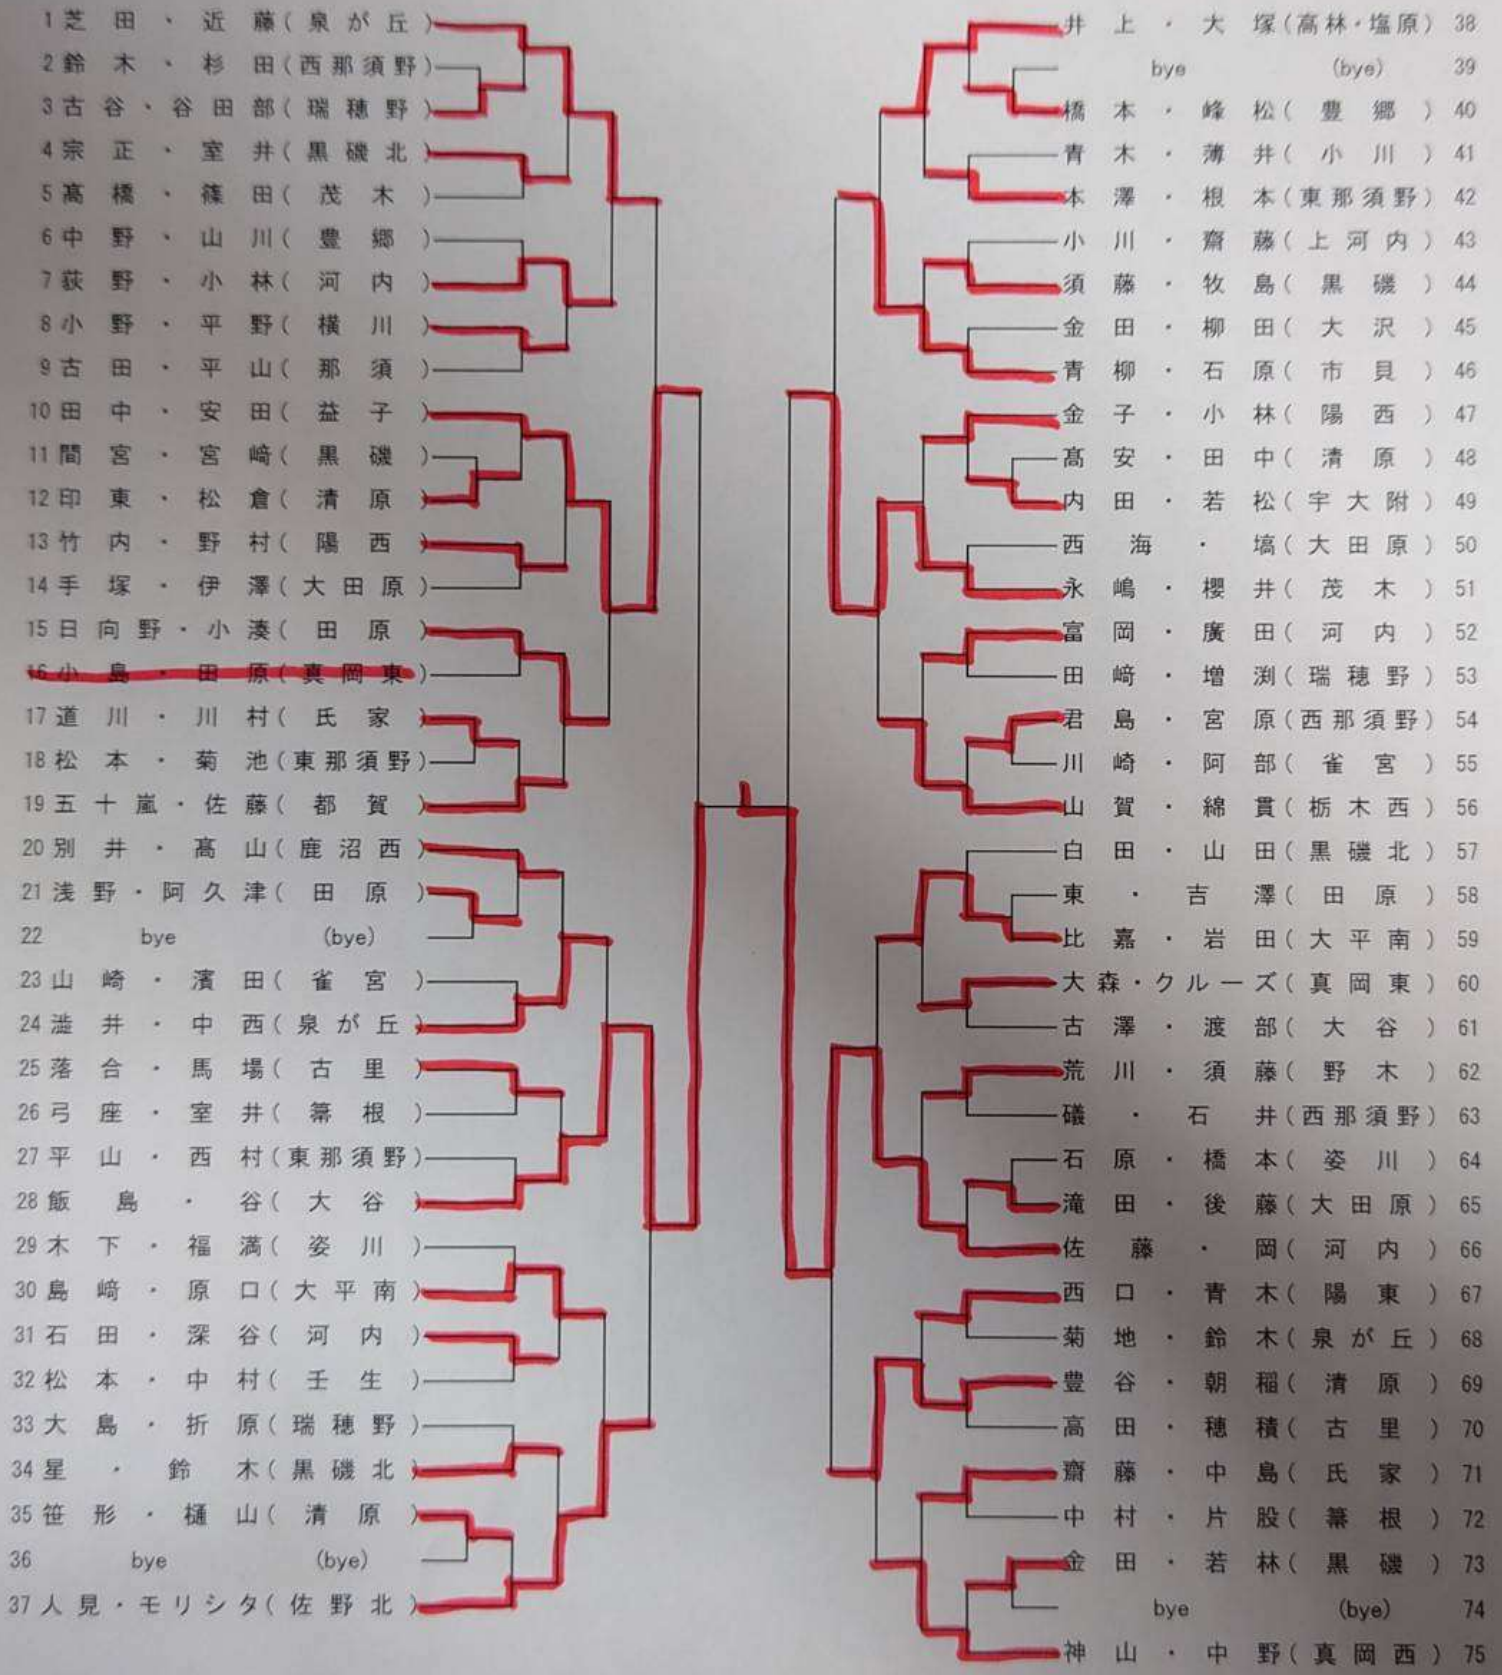 1 芝田・近藤(泉が丘)
2 鈴木・杉田(西那須野)
3 古谷・谷田部(瑞穂野)
4 宗正・室井(黒磯北)
5 髙橋・篠田(茂木)
6 中野・山川(豊郷)
7 荻野・小林(河内)
8 小野・平野(横川)
9 古田・平山(那須)
10 田中・安田(益子)
11 間宮・宮﨑(黒磯)
12 印東・松倉(清原)
13 竹内・野村(陽西)
14 手塚・伊澤(大田原)
15 日向野・小湊(田原)
16 小島・田原(真岡東)
17 道川・川村(氏家)
18 松本・菊池(東那須野)
19 五十嵐・佐藤(都賀)
20 別井・髙山(鹿沼西)
21 浅野・阿久津(田原)
22 bye (bye)
23 山崎・濱田(雀宮)
24 澁井・中西(泉が丘)
25 落合・馬場(古里)
26 弓座・室井(箒根)
27 平山・西村(東那須野)
28 飯島・谷(大谷)
29 木下・福満(姿川)
30 島﨑・原口(大平南)
31 石田・深谷(河内)
32 松本・中村(壬生)
33 大島・折原(瑞穂野)
34 星・鈴木(黒磯北)
35 笹形・樋山(清原)
36 bye (bye)
37 人見・モリシタ(佐野北)
井上・大塚(高林・塩原) 38
bye (bye) 39
橋本・峰松(豊郷) 40
青木・薄井(小川) 41
本澤・根本(東那須野) 42
小川・齋藤(上河内) 43
須藤・牧島(黒磯) 44
金田・柳田(大沢) 45
青柳・石原(市貝) 46
金子・小林(陽西) 47
髙安・田中(清原) 48
内田・若松(宇大附) 49
西海・塙(大田原) 50
永嶋・櫻井(茂木) 51
富岡・廣田(河内) 52
田﨑・増渕(瑞穂野) 53
君島・宮原(西那須野) 54
川崎・阿部(雀宮) 55
山賀・綿貫(栃木西) 56
白田・山田(黒磯北) 57
東・吉澤(田原) 58
比嘉・岩田(大平南) 59
大森・クルーズ(真岡東) 60
古澤・渡部(大谷) 61
荒川・須藤(野木) 62
礒・石井(西那須野) 63
石原・橋本(姿川) 64
滝田・後藤(大田原) 65
佐藤・岡(河内) 66
西口・青木(陽東) 67
菊地・鈴木(泉が丘) 68
豊谷・朝稲(清原) 69
高田・穂積(古里) 70
齋藤・中島(氏家) 71
中村・片股(箒根) 72
金田・若林(黒磯) 73
bye (bye) 74
神山・中野(真岡西) 75